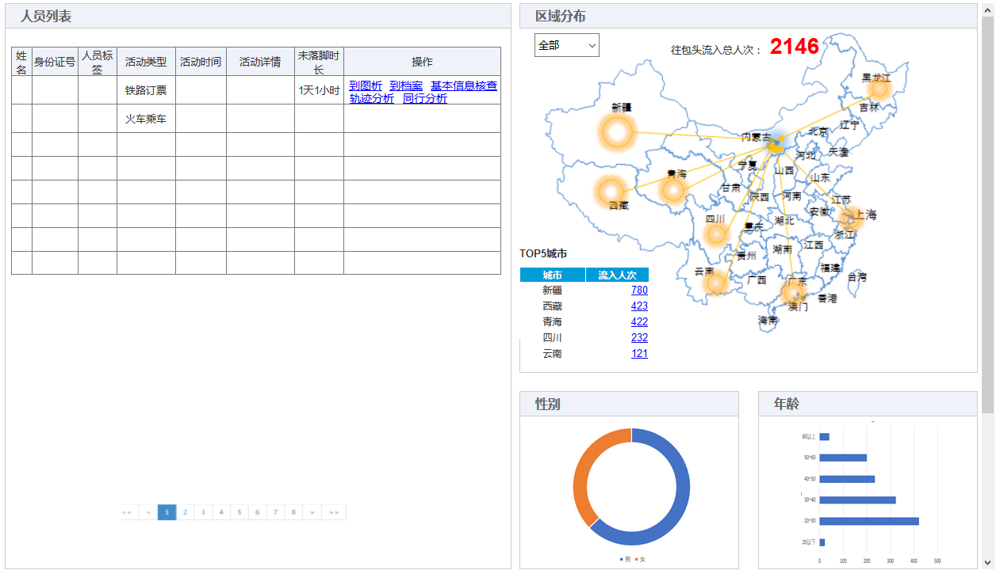 人员列表
姓名 身份证号 人员标签 活动类型 活动时间 活动详情 未落脚时长 操作
铁路订票 1天1小时 到图析 到档案 基本信息核查
轨迹分析 同行分析
火车乘车
<< < 1 2 3 4 5 6 7 8 > >>
区域分布
全部
往包头流入总人次： 2146
黑龙江
吉林
新疆
辽宁
北京
内蒙古
天津
河北
宁夏
山西
青海
山东
甘肃
陕西
河南
江苏
西藏
安徽
上海
四川
湖北
重庆
浙江
江西
湖南
贵州
福建
云南
台湾
广西
广东
香港
澳门
海南
TOP5城市
城市 流入人次
新疆 780
西藏 423
青海 422
四川 232
云南 121
性别
男 女
年龄
60以上
50~60
40~50
30~40
20~30
20以下
0 100 200 300 400 500